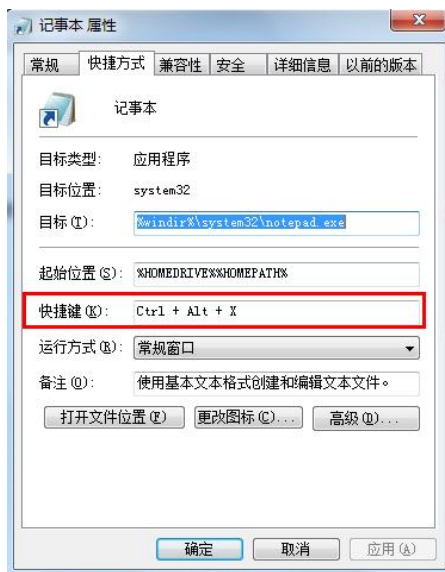 记事本 属性
常规 快捷方式 兼容性 安全 详细信息 以前的版本
记事本
目标类型: 应用程序
目标位置: system32
目标(T): %windir%\system32\notepad.exe
起始位置(S): %HOMEDRIVE%%HOMEPATH%
快捷键(K): Ctrl + Alt + X
运行方式(R): 常规窗口
备注(O): 使用基本文本格式创建和编辑文本文件。
打开文件位置(F) 更改图标(C)... 高级(D)...
确定 取消 应用(A)